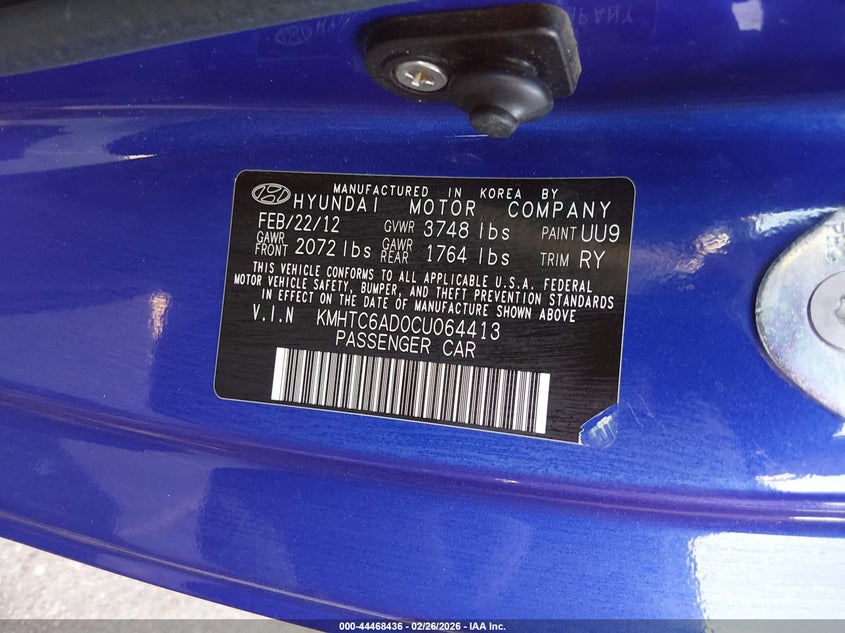 MANUFACTURED IN KOREA BY
HYUNDAI MOTOR COMPANY
FEB/22/12 GVWR 3748 lbs PAINT UU9
GAWR FRONT 2072 lbs GAWR REAR 1764 lbs TRIM RY
THIS VEHICLE CONFORMS TO ALL APPLICABLE U.S.A. FEDERAL
MOTOR VEHICLE SAFETY, BUMPER, AND THEFT PREVENTION STANDARDS
IN EFFECT ON THE DATE OF MANUFACTURE SHOWN ABOVE
V.I.N KMHTC6AD0CU064413
PASSENGER CAR
000-44468436 - 02/26/2026 - IAA Inc.